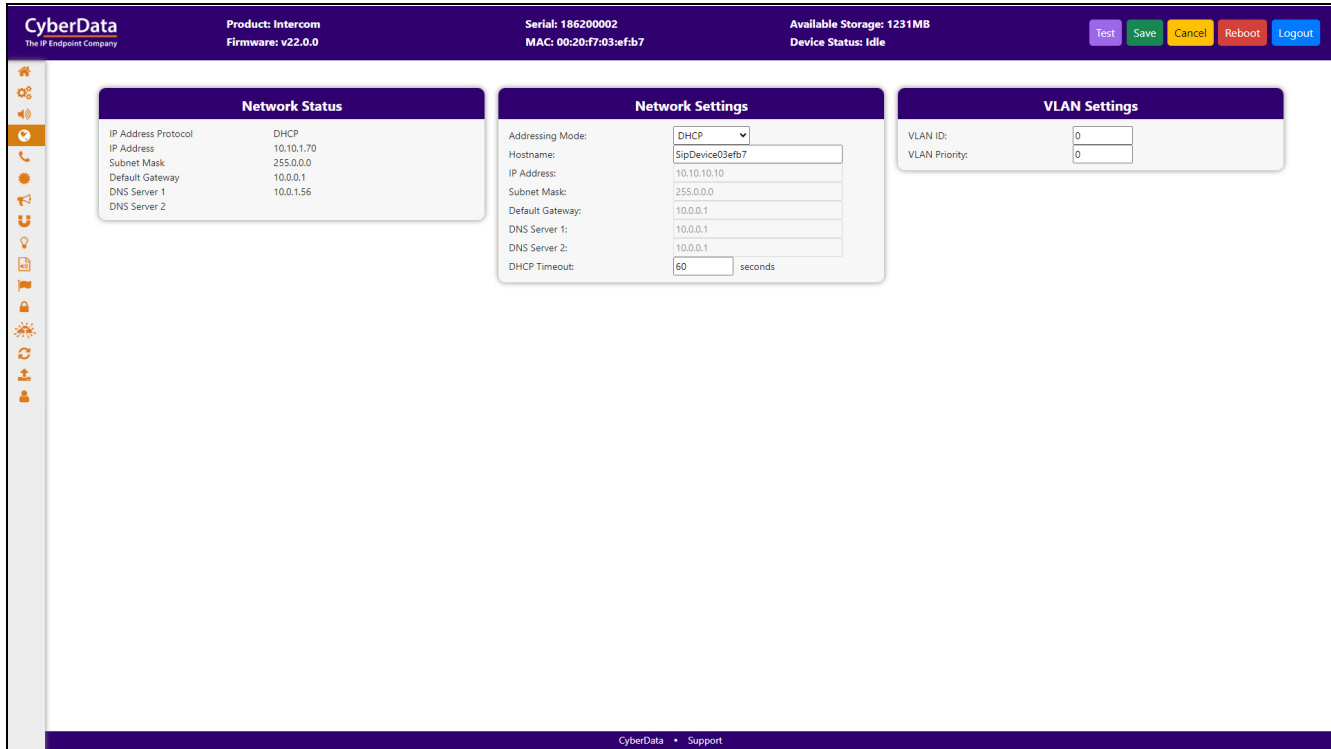 CyberData
The IP Endpoint Company
Product: Intercom
Firmware: v22.0.0
Serial: 186200002
MAC: 00:20:f7:03:ef:b7
Available Storage: 1231MB
Device Status: Idle
Test Save Cancel Reboot Logout
Network Status
IP Address Protocol DHCP
IP Address 10.10.1.70
Subnet Mask 255.0.0.0
Default Gateway 10.0.0.1
DNS Server 1 10.0.1.56
DNS Server 2
Network Settings
Addressing Mode: DHCP
Hostname: SipDevice03efb7
IP Address: 10.10.10.10
Subnet Mask: 255.0.0.0
Default Gateway: 10.0.0.1
DNS Server 1: 10.0.0.1
DNS Server 2: 10.0.0.1
DHCP Timeout: 60 seconds
VLAN Settings
VLAN ID: 0
VLAN Priority: 0
CyberData • Support